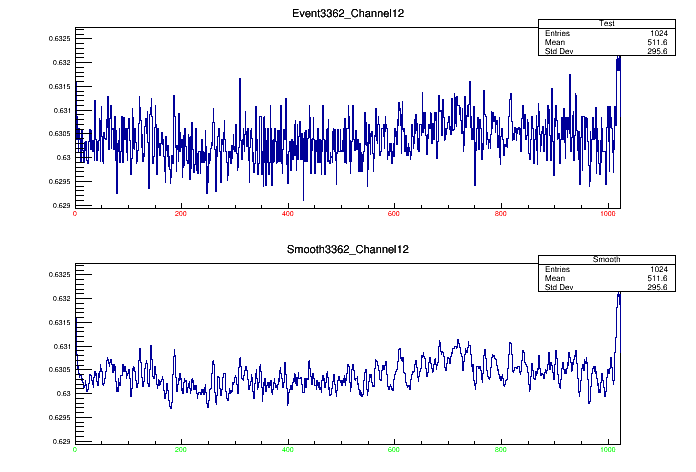 Event3362_Channel12
Test
Entries 1024
Mean 511.6
Std Dev 295.6
0.6325
0.632
0.6315
0.631
0.6305
0.63
0.6295
0.629
0 200 400 600 800 1000
Smooth3362_Channel12
Smooth
Entries 1024
Mean 511.6
Std Dev 295.6
0.6325
0.632
0.6315
0.631
0.6305
0.63
0.6295
0.629
0 200 400 600 800 1000